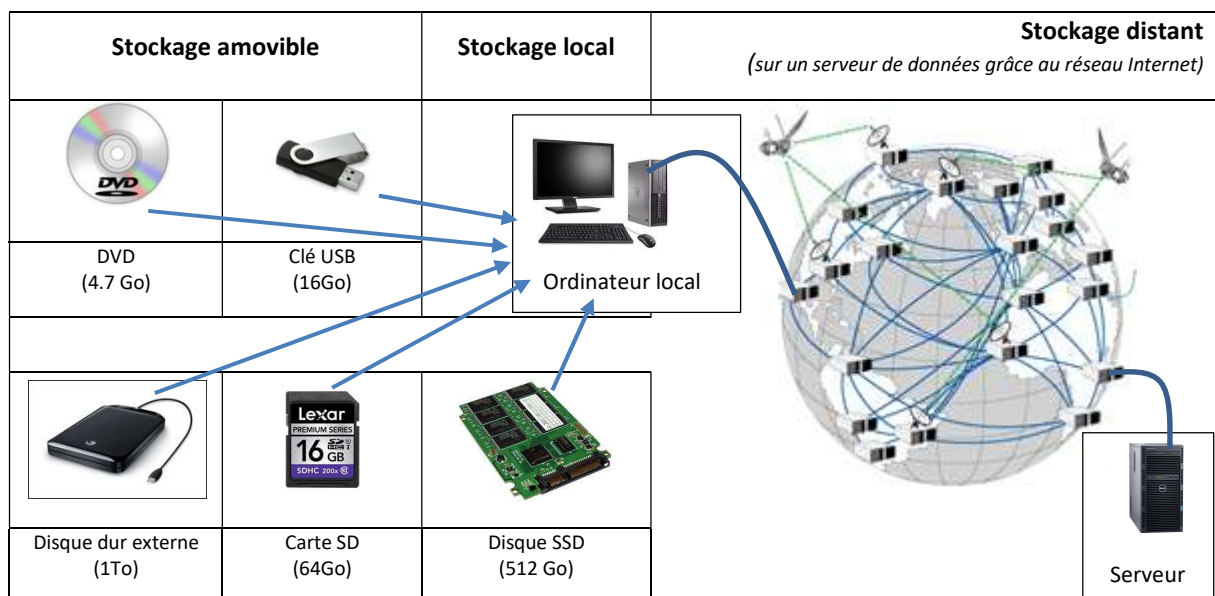 Stockage amovible
Stockage local
Stockage distant
(sur un serveur de données grâce au réseau Internet)
DVD
Ordinateur local
DVD
(4.7 Go)
Clé USB
(16Go)
Lexar
PREMIUM SERIES
16 GB
SDHC 200x
Disque dur externe
(1To)
Carte SD
(64Go)
Disque SSD
(512 Go)
Serveur